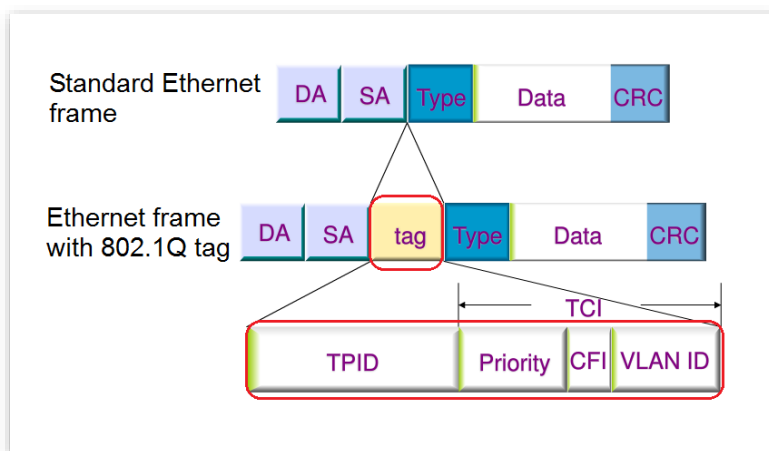 Standard Ethernet
frame
DA SA Type Data CRC
Ethernet frame
with 802.1Q tag
DA SA tag Type Data CRC
TCI
TPID Priority CFI VLAN ID